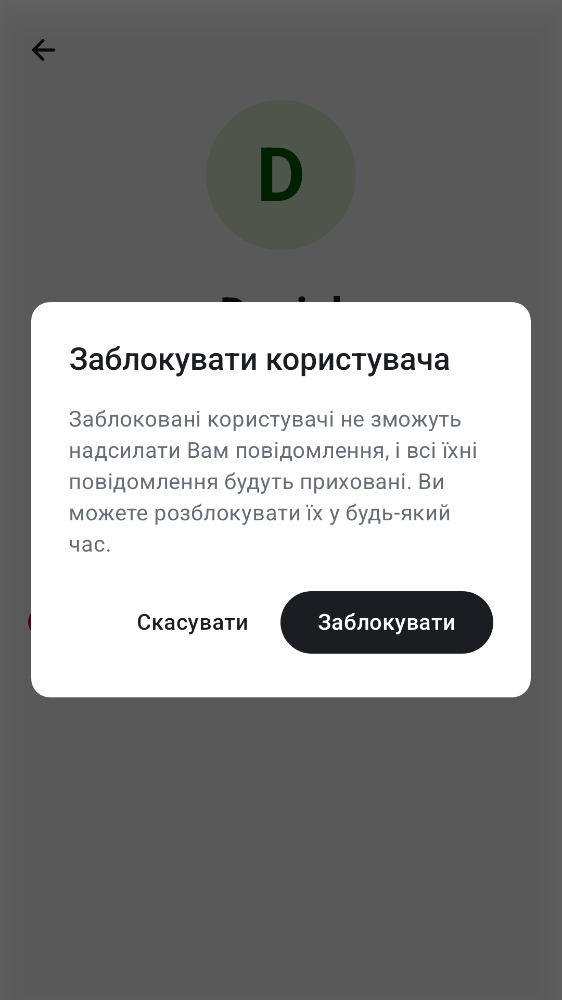 D
Заблокувати користувача
Заблоковані користувачі не зможуть
надсилати Вам повідомлення, і всі їхні
повідомлення будуть приховані. Ви
можете розблокувати їх у будь-який
час.
Скасувати
Заблокувати